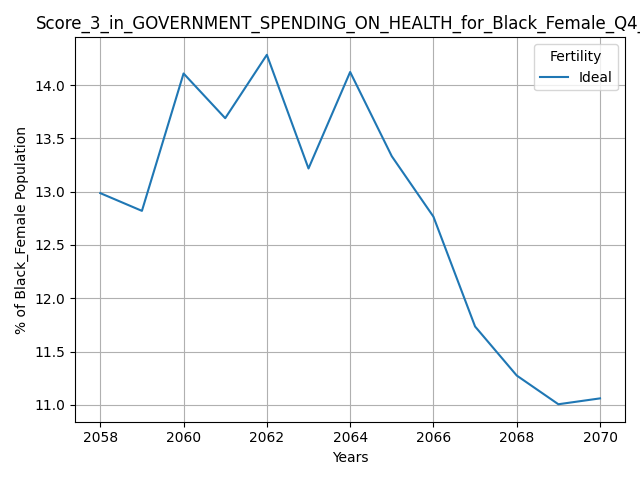 Score_3_in_GOVERNMENT_SPENDING_ON_HEALTH_for_Black_Female_Q4_
Fertility
Ideal
% of Black_Female Population
14.0
13.5
13.0
12.5
12.0
11.5
11.0
2058 2060 2062 2064 2066 2068 2070
Years